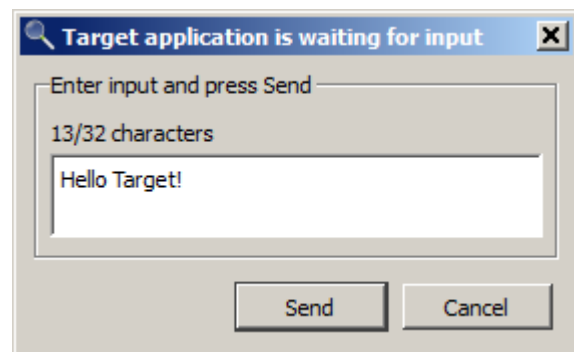 Target application is waiting for input
Enter input and press Send
13/32 characters
Hello Target!
Send Cancel